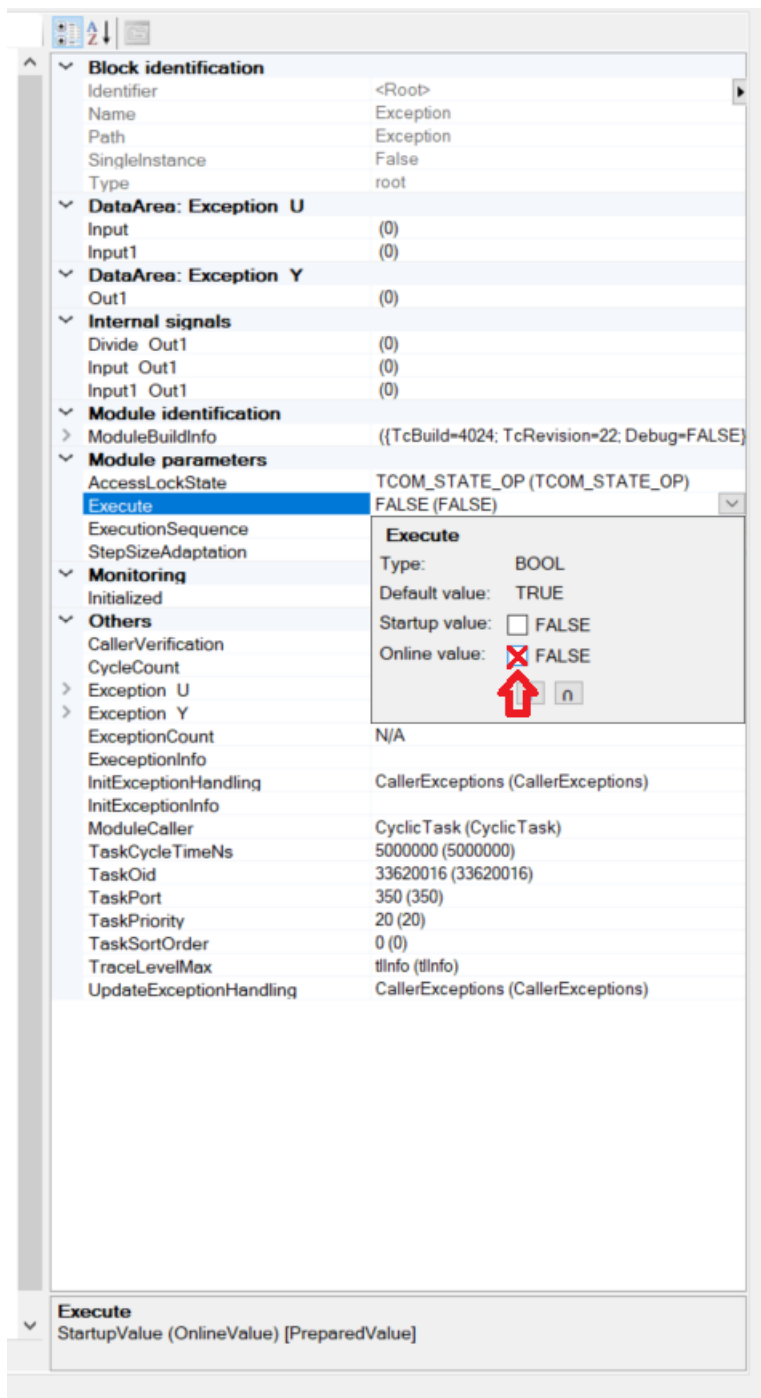 Block identification
Identifier <Root>
Name Exception
Path Exception
SingleInstance False
Type root
DataArea: Exception U
Input (0)
Input1 (0)
DataArea: Exception Y
Out1 (0)
Internal signals
Divide Out1 (0)
Input Out1 (0)
Input1 Out1 (0)
Module identification
ModuleBuildInfo ({TcBuild=4024; TcRevision=22; Debug=FALSE}
Module parameters
AccessLockState TCOM_STATE_OP (TCOM_STATE_OP)
Execute FALSE (FALSE)
ExecutionSequence
StepSizeAdaptation
Execute
Type: BOOL
Default value: TRUE
Startup value: FALSE
Online value: FALSE
Monitoring
Initialized
Others
CallerVerification
CycleCount
Exception U
Exception Y
ExceptionCount N/A
ExeceptionInfo
InitExceptionHandling CallerExceptions (CallerExceptions)
InitExceptionInfo
ModuleCaller CyclicTask (CyclicTask)
TaskCycleTimeNs 5000000 (5000000)
TaskOid 33620016 (33620016)
TaskPort 350 (350)
TaskPriority 20 (20)
TaskSortOrder 0 (0)
TraceLevelMax tlInfo (tlInfo)
UpdateExceptionHandling CallerExceptions (CallerExceptions)
Execute
StartupValue (OnlineValue) [PreparedValue]